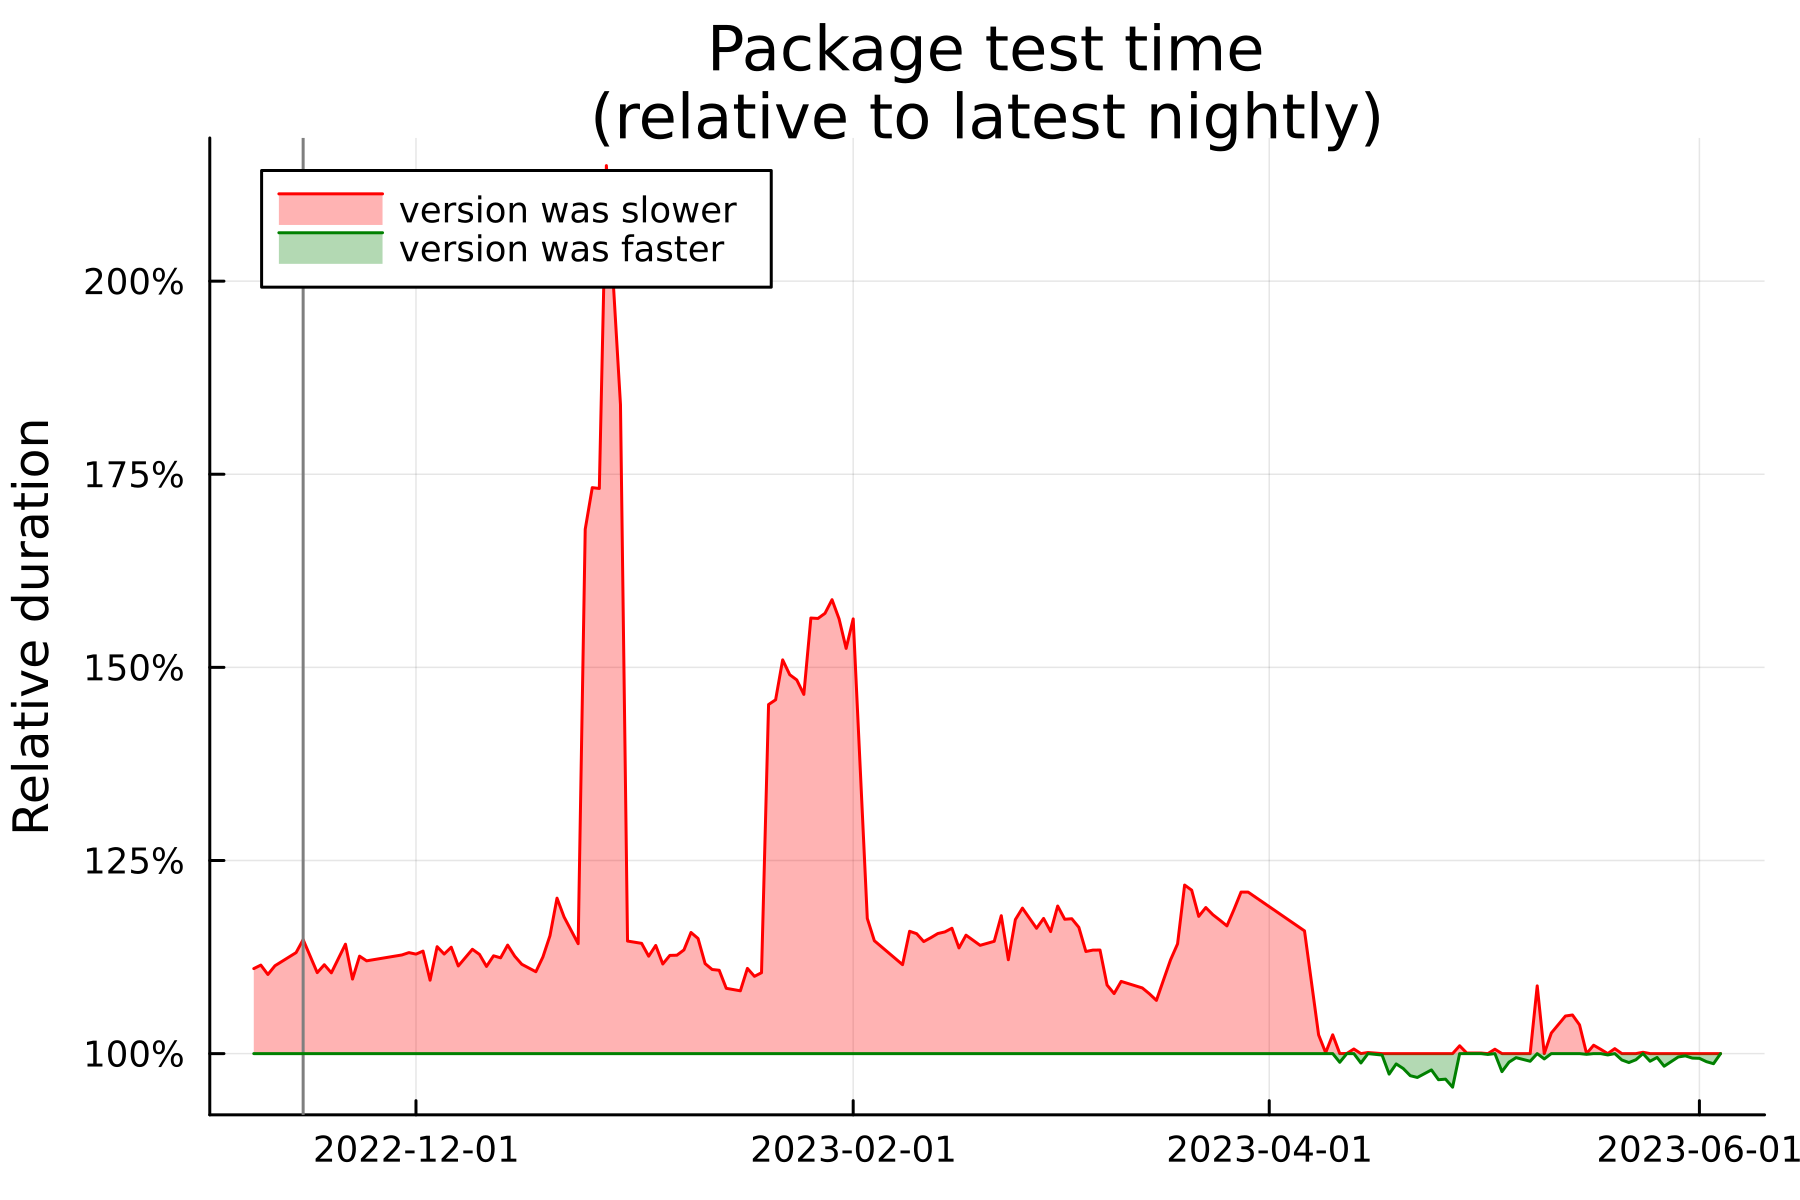 Package test time
(relative to latest nightly)
version was slower
version was faster
200%
175%
150%
125%
100%
Relative duration
2022-12-01
2023-02-01
2023-04-01
2023-06-01